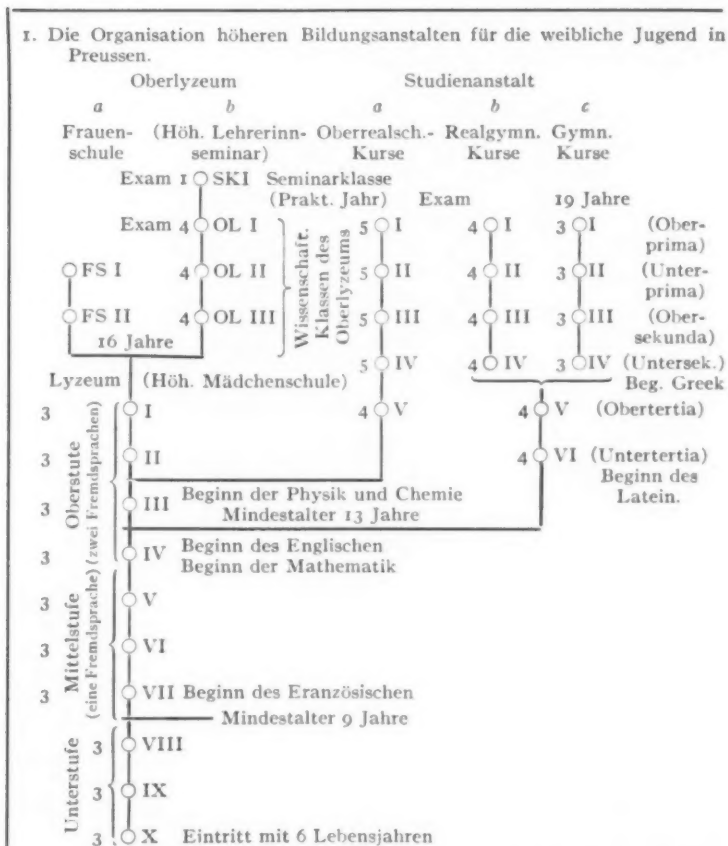 1. Die Organisation höheren Bildungsanstalten für die weibliche Jugend in
Preussen.
Oberlyzeum Studienanstalt
a b a b c
Frauen- (Höh. Lehrerinn- Oberrealsch.- Realgymn. Gymn.
schule seminar) Kurse Kurse Kurse
Exam 1 SKI Seminarklasse
(Prakt. Jahr) Exam 19 Jahre
Exam 4 OL I 5 I 4 I 3 I (Ober-
prima)
FS I 4 OL II 5 II 4 II 3 II (Unter-
prima)
FS II 4 OL III 5 III 4 III 3 III (Ober-
sekunda)
Wissenschaft.
Klassen des
Oberlyzeums
16 Jahre
5 IV 4 IV 3 IV (Untersek.)
Beg. Greek
Lyzeum (Höh. Mädchenschule)
3 I 4 V 4 V (Obertertia)
3 II 4 VI (Untertertia)
Beginn des
Latein.
3 III Beginn der Physik und Chemie
Mindestalter 13 Jahre
3 IV Beginn des Englischen
Beginn der Mathematik
Oberstute
(zwei Fremdsprachen)
3 V
3 VI
3 VII Beginn des Eranzösischen
Mittelstufe
(eine Fremdsprache)
Mindestalter 9 Jahre
3 VIII
3 IX
3 X Eintritt mit 6 Lebensjahren
Unterstufe